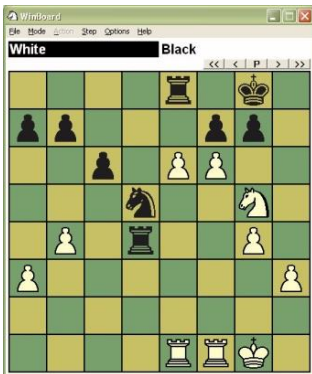 WinBoard
File Mode Action Step Options Help
White Black
<< < P > >>